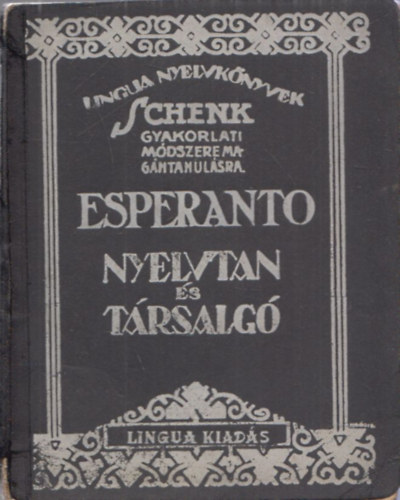 LINGUA NYELVKÖNYVEK
SCHENK
GYAKORLATI
MÓDSZERE MA-
GÁNTANULÁSRA.
ESPERANTO
NYELVTAN
ÉS
TÁRSALGÓ
LINGUA KIADÁS